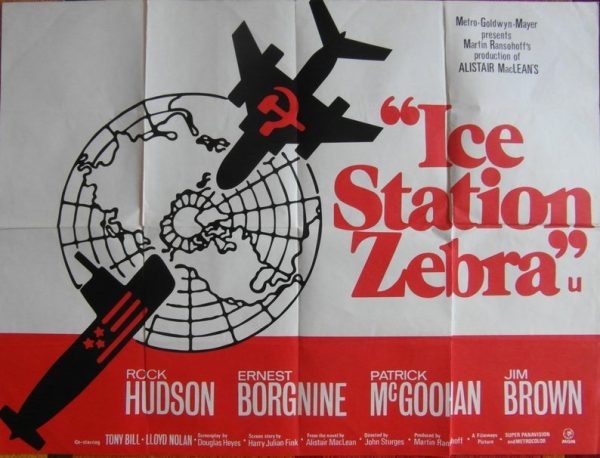 Metro-Goldwyn-Mayer
presents
Martin Ransohoff's
production of
ALISTAIR MacLEAN'S
"Ice
Station
Zebra"
u
ROCK
HUDSON
ERNEST
BORGNINE
PATRICK
McGOOHAN
JIM
BROWN
Co-starring TONY BILL · LLOYD NOLAN ·
Screenplay by
Douglas Heyes ·
Screen story by
Harry Julian Fink ·
From the novel by
Alistair MacLean ·
Directed by
John Sturges ·
Produced by
Martin Ransohoff ·
A Filmways
Picture ·
SUPER PANAVISION
and METROCOLOR
MGM